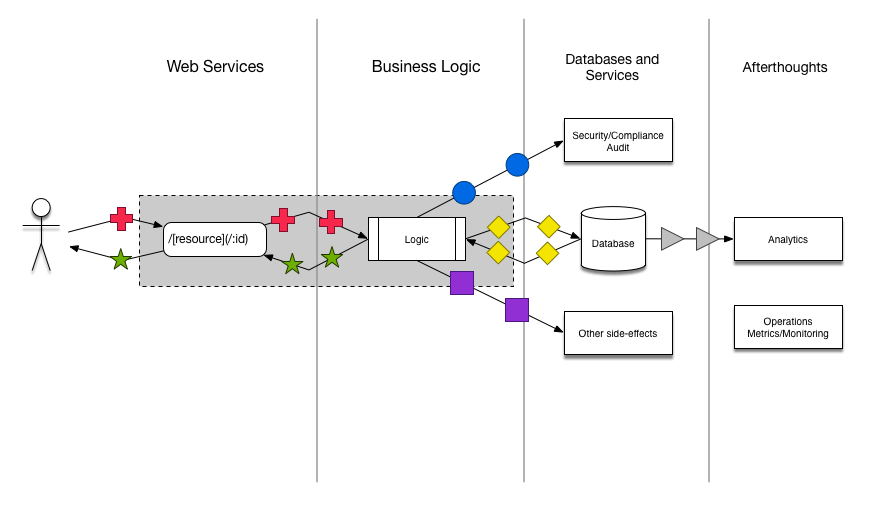 Web Services
Business Logic
Databases and
Services
Afterthoughts
Security/Compliance
Audit
/[resource](/:id)
Logic
Database
Analytics
Other side-effects
Operations
Metrics/Monitoring